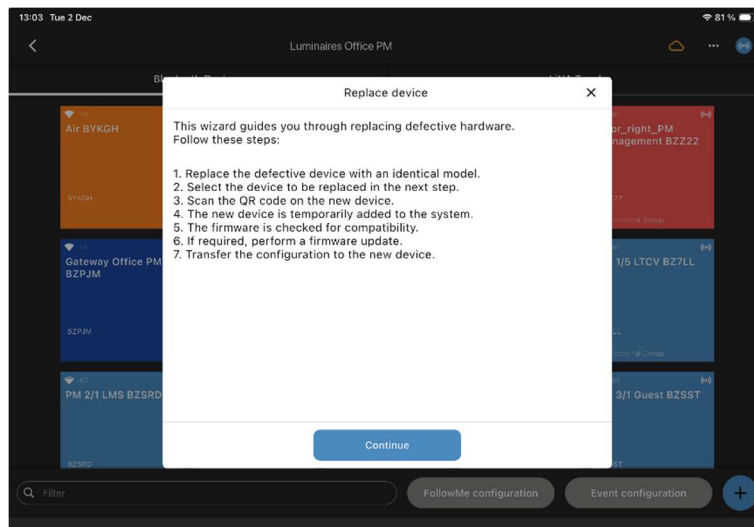 13:03 Tue 2 Dec
81 %
Luminaires Office PM
Replace device
This wizard guides you through replacing defective hardware.
Follow these steps:
1. Replace the defective device with an identical model.
2. Select the device to be replaced in the next step.
3. Scan the QR code on the new device.
4. The new device is temporarily added to the system.
5. The firmware is checked for compatibility.
6. If required, perform a firmware update.
7. Transfer the configuration to the new device.
Continue
Air BYKGH
BYKGH
Gateway Office PM
BZPJM
BZPJM
PM 2/1 LMS BZSRD
BZSRD
right_PM
BZZ22
1/5 LTCV BZ7LL
3/1 Guest BZSST
Filter
FollowMe configuration
Event configuration